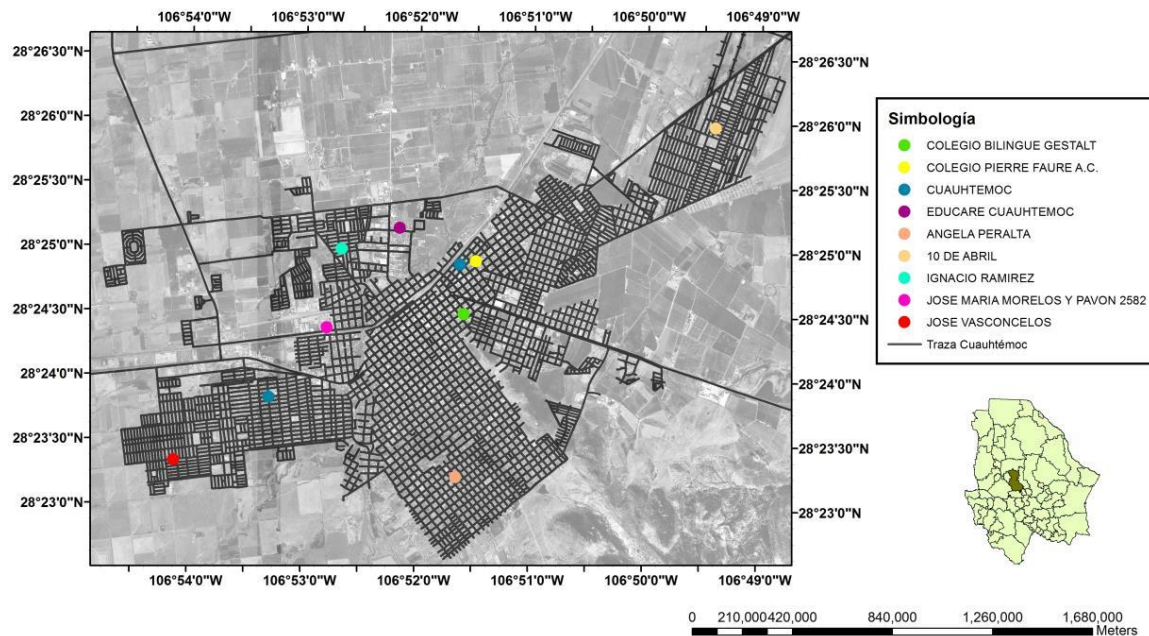 106°54'0"W 106°53'0"W 106°52'0"W 106°51'0"W 106°50'0"W 106°49'0"W
28°26'30"N
28°26'0"N
28°25'30"N
28°25'0"N
28°24'30"N
28°24'0"N
28°23'30"N
28°23'0"N
28°26'30"N
28°26'0"N
28°25'30"N
28°25'0"N
28°24'30"N
28°24'0"N
28°23'30"N
28°23'0"N
106°54'0"W 106°53'0"W 106°52'0"W 106°51'0"W 106°50'0"W 106°49'0"W
Simbología
COLEGIO BILINGUE GESTALT
COLEGIO PIERRE FAURE A.C.
CUAUHTEMOC
EDUCARE CUAUHTEMOC
ANGELA PERALTA
10 DE ABRIL
IGNACIO RAMIREZ
JOSE MARIA MORELOS Y PAVON 2582
JOSE VASCONCELOS
Traza Cuauhtémoc
0 210,000 420,000 840,000 1,260,000 1,680,000
Meters